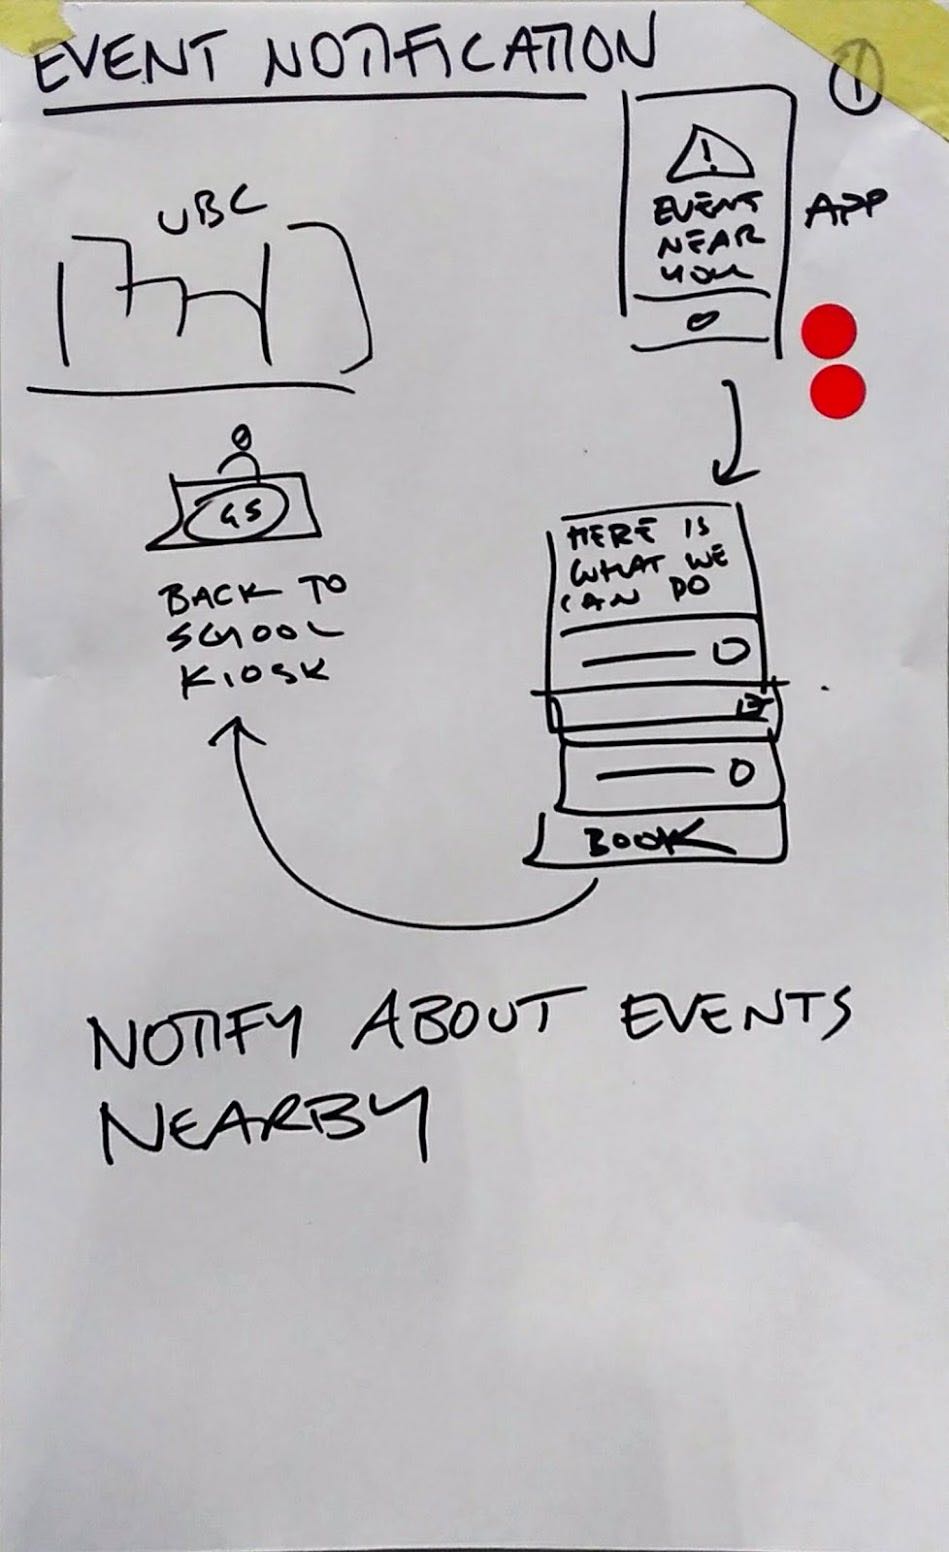 EVENT NOTIFICATION
1
UBC
!
EVENT
NEAR
YOU
APP
GS
BACK TO
SCHOOL
KIOSK
HERE IS
WHAT WE
CAN DO
BOOK
NOTIFY ABOUT EVENTS
NEARBY